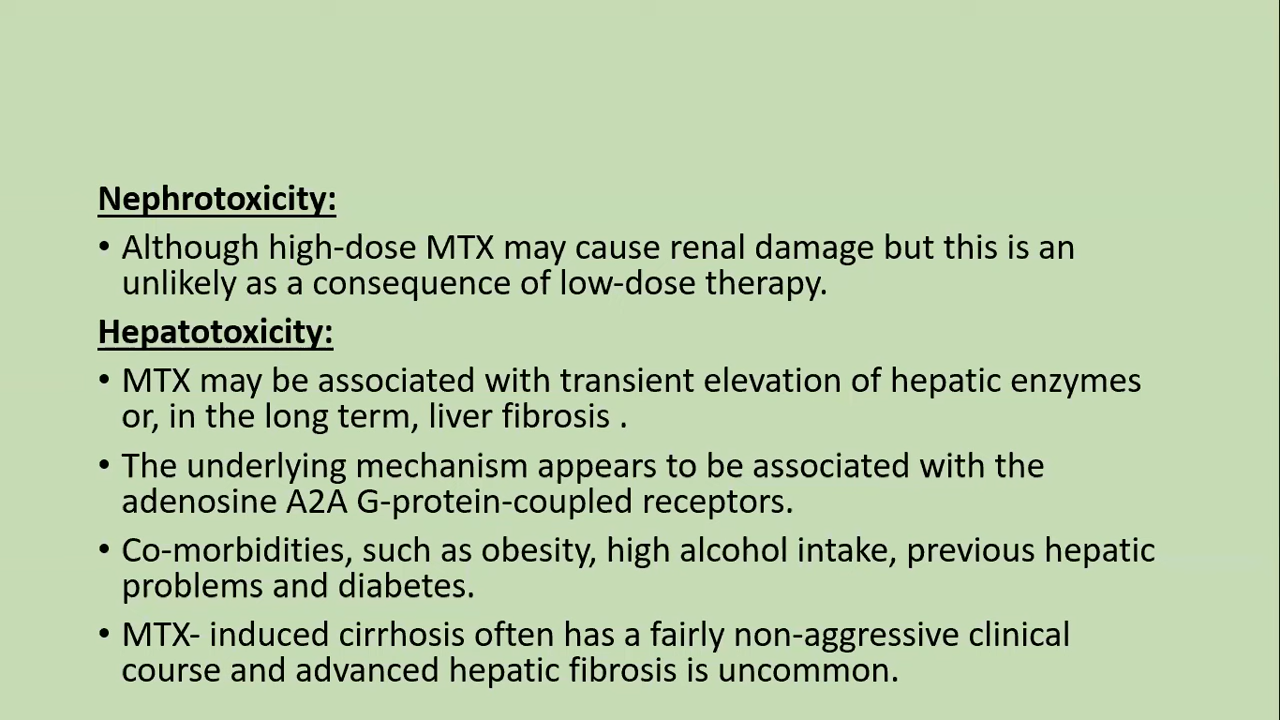 Nephrotoxicity:
• Although high-dose MTX may cause renal damage but this is an
unlikely as a consequence of low-dose therapy.
Hepatotoxicity:
• MTX may be associated with transient elevation of hepatic enzymes
or, in the long term, liver fibrosis .
• The underlying mechanism appears to be associated with the
adenosine A2A G-protein-coupled receptors.
• Co-morbidities, such as obesity, high alcohol intake, previous hepatic
problems and diabetes.
• MTX- induced cirrhosis often has a fairly non-aggressive clinical
course and advanced hepatic fibrosis is uncommon.